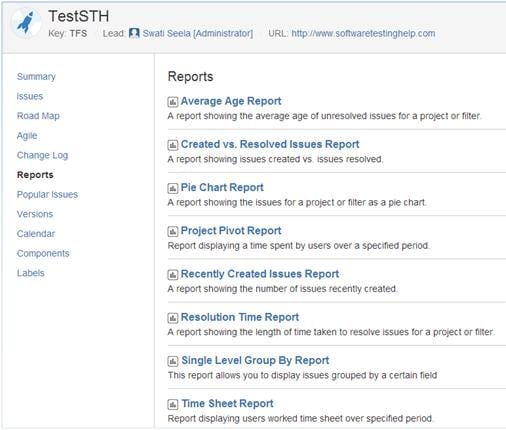 TestSTH
Key: TFS Lead: Swati Seela [Administrator] URL: http://www.softwaretestinghelp.com
Summary
Issues
Road Map
Agile
Change Log
Reports
Popular Issues
Versions
Calendar
Components
Labels
Reports
Average Age Report
A report showing the average age of unresolved issues for a project or filter.
Created vs. Resolved Issues Report
A report showing issues created vs. issues resolved.
Pie Chart Report
A report showing the issues for a project or filter as a pie chart.
Project Pivot Report
Report displaying a time spent by users over a specified period.
Recently Created Issues Report
A report showing the number of issues recently created.
Resolution Time Report
A report showing the length of time taken to resolve issues for a project or filter.
Single Level Group By Report
This report allows you to display issues grouped by a certain field
Time Sheet Report
Report displaying users worked time sheet over specified period.